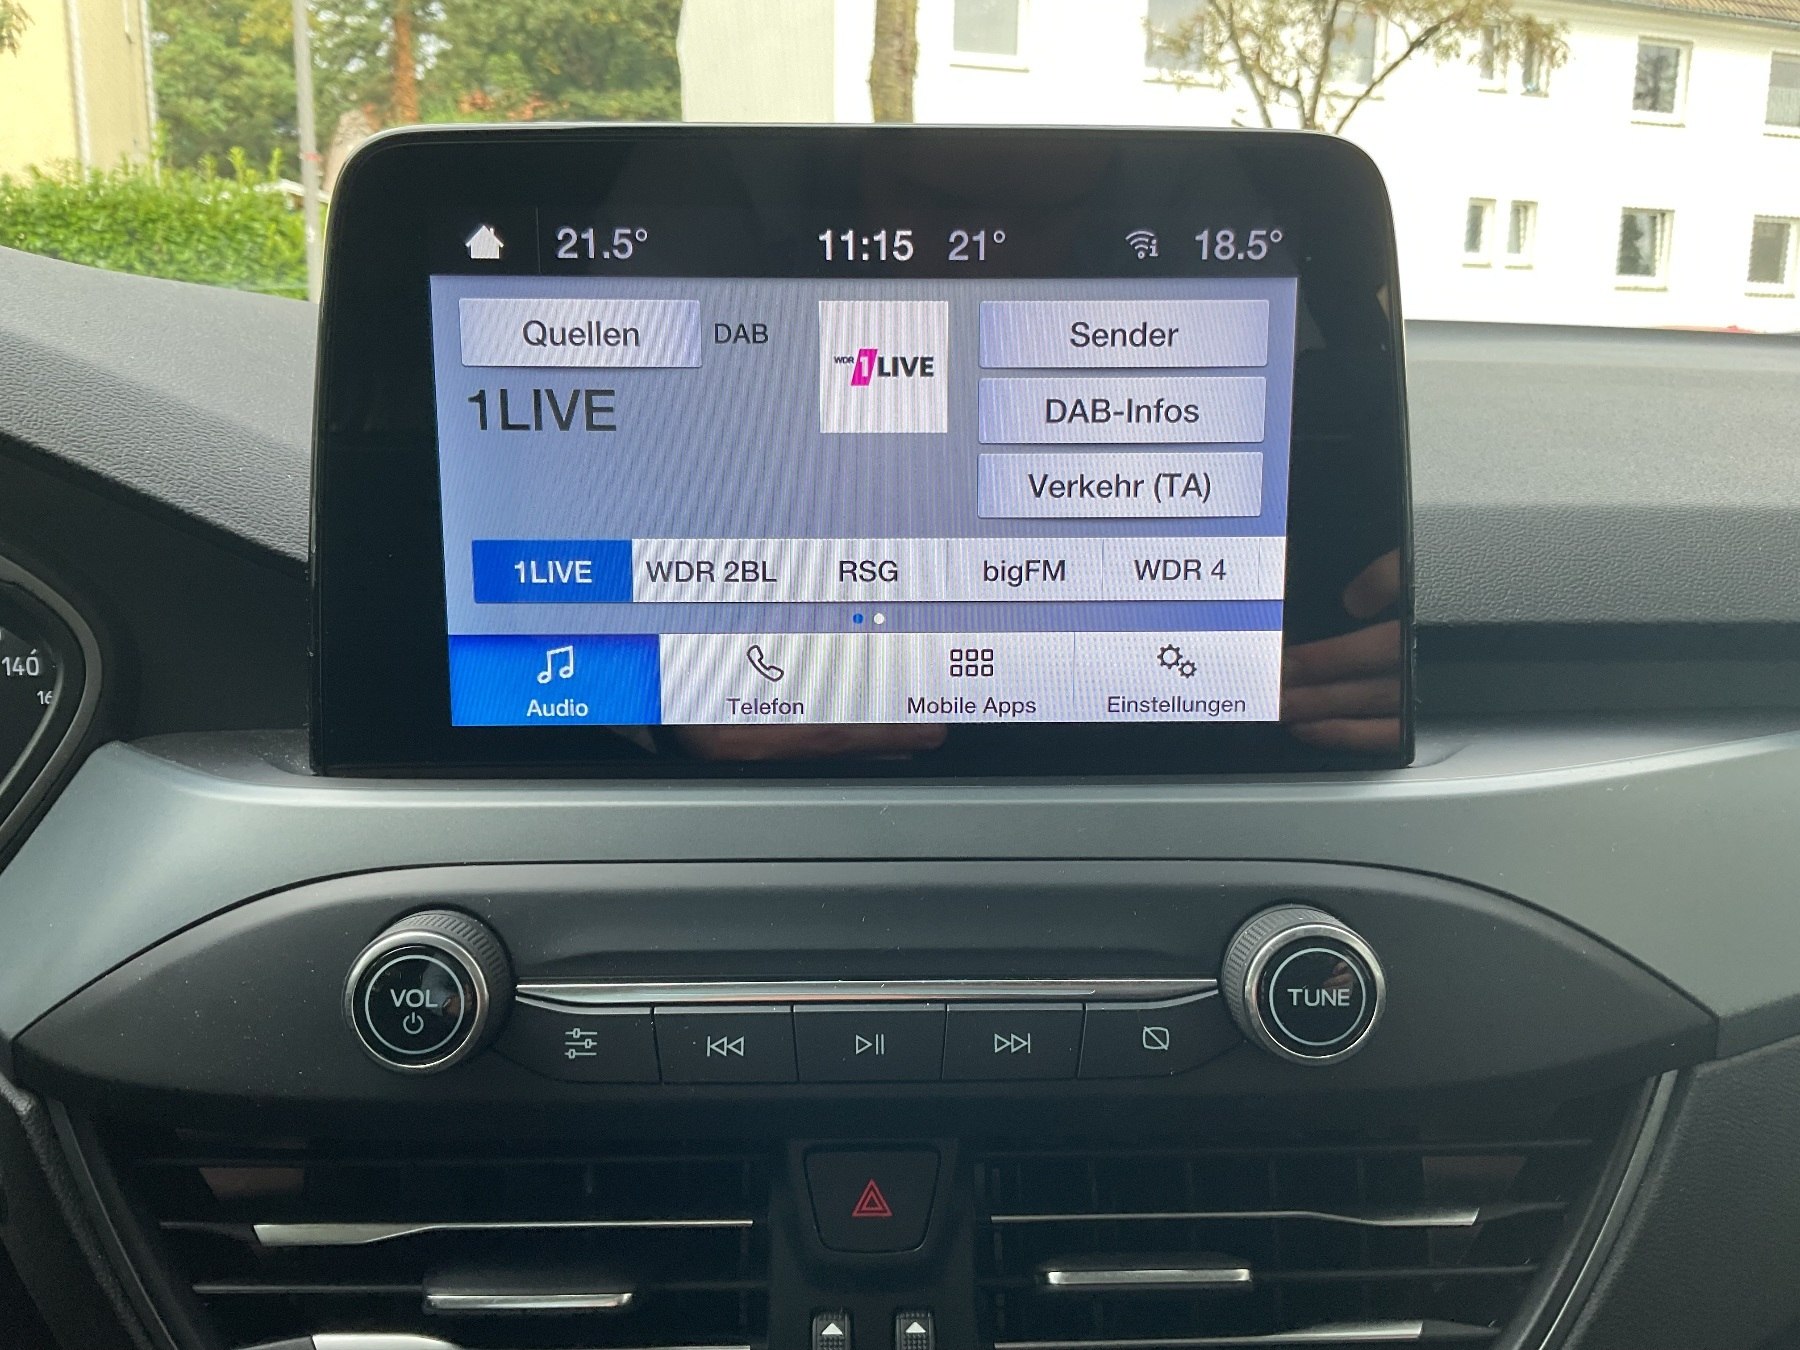 21.5° 11:15 21° 18.5°
Quellen DAB WDR 1LIVE Sender
1LIVE DAB-Infos
Verkehr (TA)
1LIVE WDR 2BL RSG bigFM WDR 4
Audio Telefon Mobile Apps Einstellungen
140
VOL TUNE